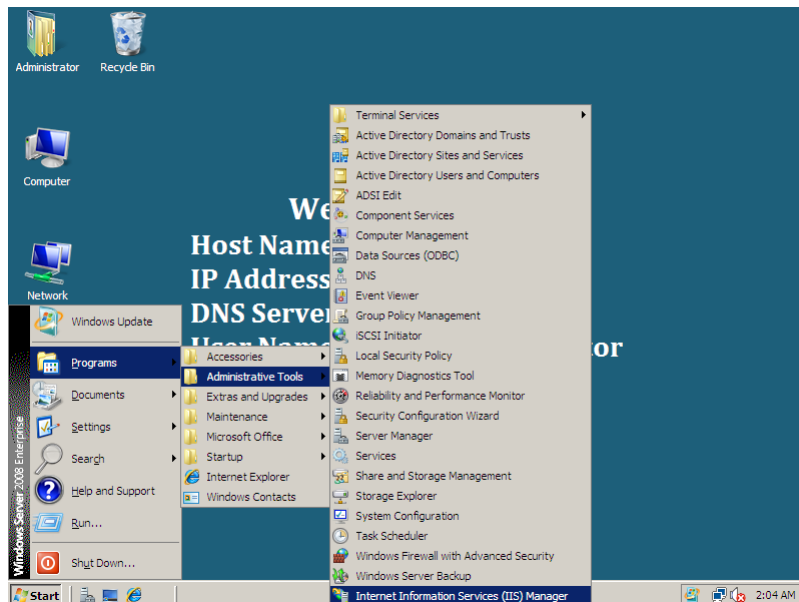 Administrator
Recycle Bin
Computer
Network
We
Host Name
IP Address
DNS Server
User Name
tor
Windows Update
Programs
Documents
Settings
Search
Help and Support
Run...
Shut Down...
Windows Server 2008 Enterprise
Accessories
Administrative Tools
Extras and Upgrades
Maintenance
Microsoft Office
Startup
Internet Explorer
Windows Contacts
Terminal Services
Active Directory Domains and Trusts
Active Directory Sites and Services
Active Directory Users and Computers
ADSI Edit
Component Services
Computer Management
Data Sources (ODBC)
DNS
Event Viewer
Group Policy Management
iSCSI Initiator
Local Security Policy
Memory Diagnostics Tool
Reliability and Performance Monitor
Security Configuration Wizard
Server Manager
Services
Share and Storage Management
Storage Explorer
System Configuration
Task Scheduler
Windows Firewall with Advanced Security
Windows Server Backup
Internet Information Services (IIS) Manager
Start
2:04 AM